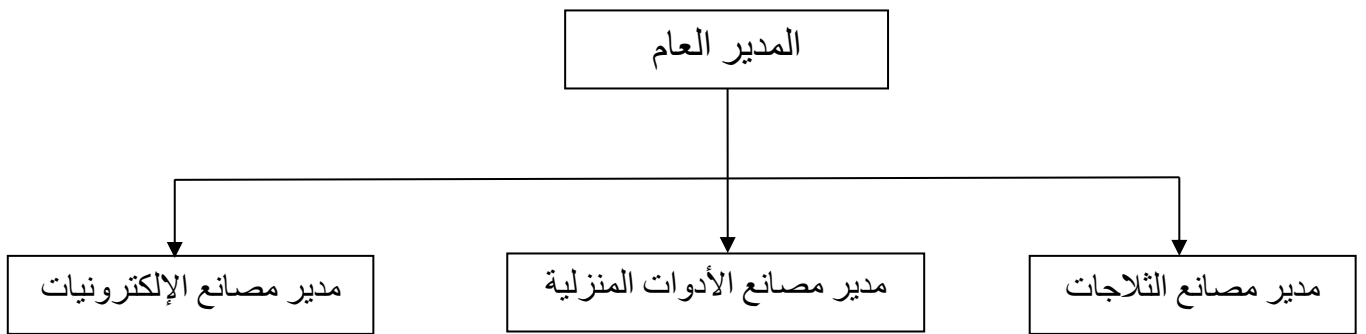 المدير العام
مدير مصانع الثلاجات
مدير مصانع الأدوات المنزلية
مدير مصانع الإلكترونيات